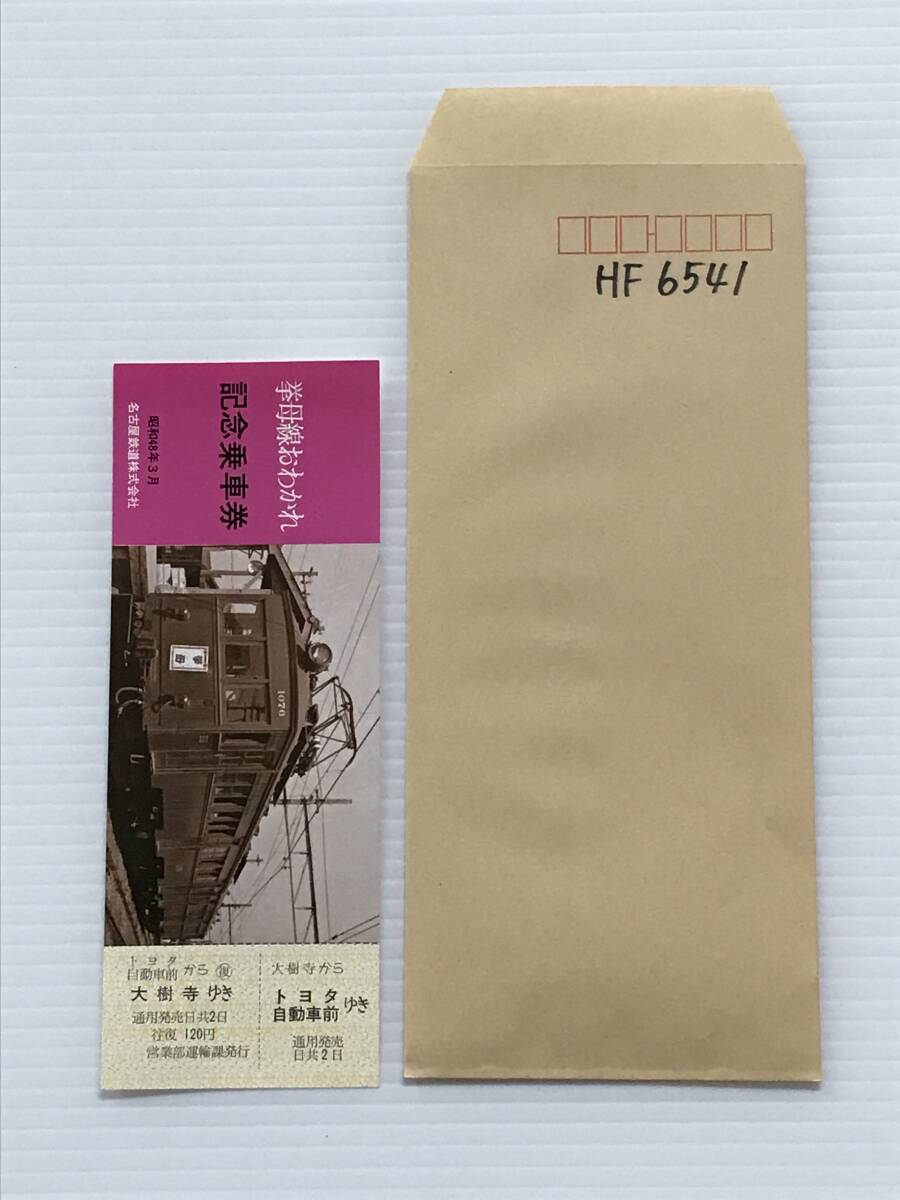 挙母線おわかれ
記念乗車券
昭和48年3月
名古屋鉄道株式会社
挙母
1070
トヨタ
自動車前 から 復
大樹寺 ゆき
通用発売日共2日
往復 120円
営業部運輸課発行
大樹寺から
トヨタ
自動車前 ゆき
通用発売
日共2日
HF 6541